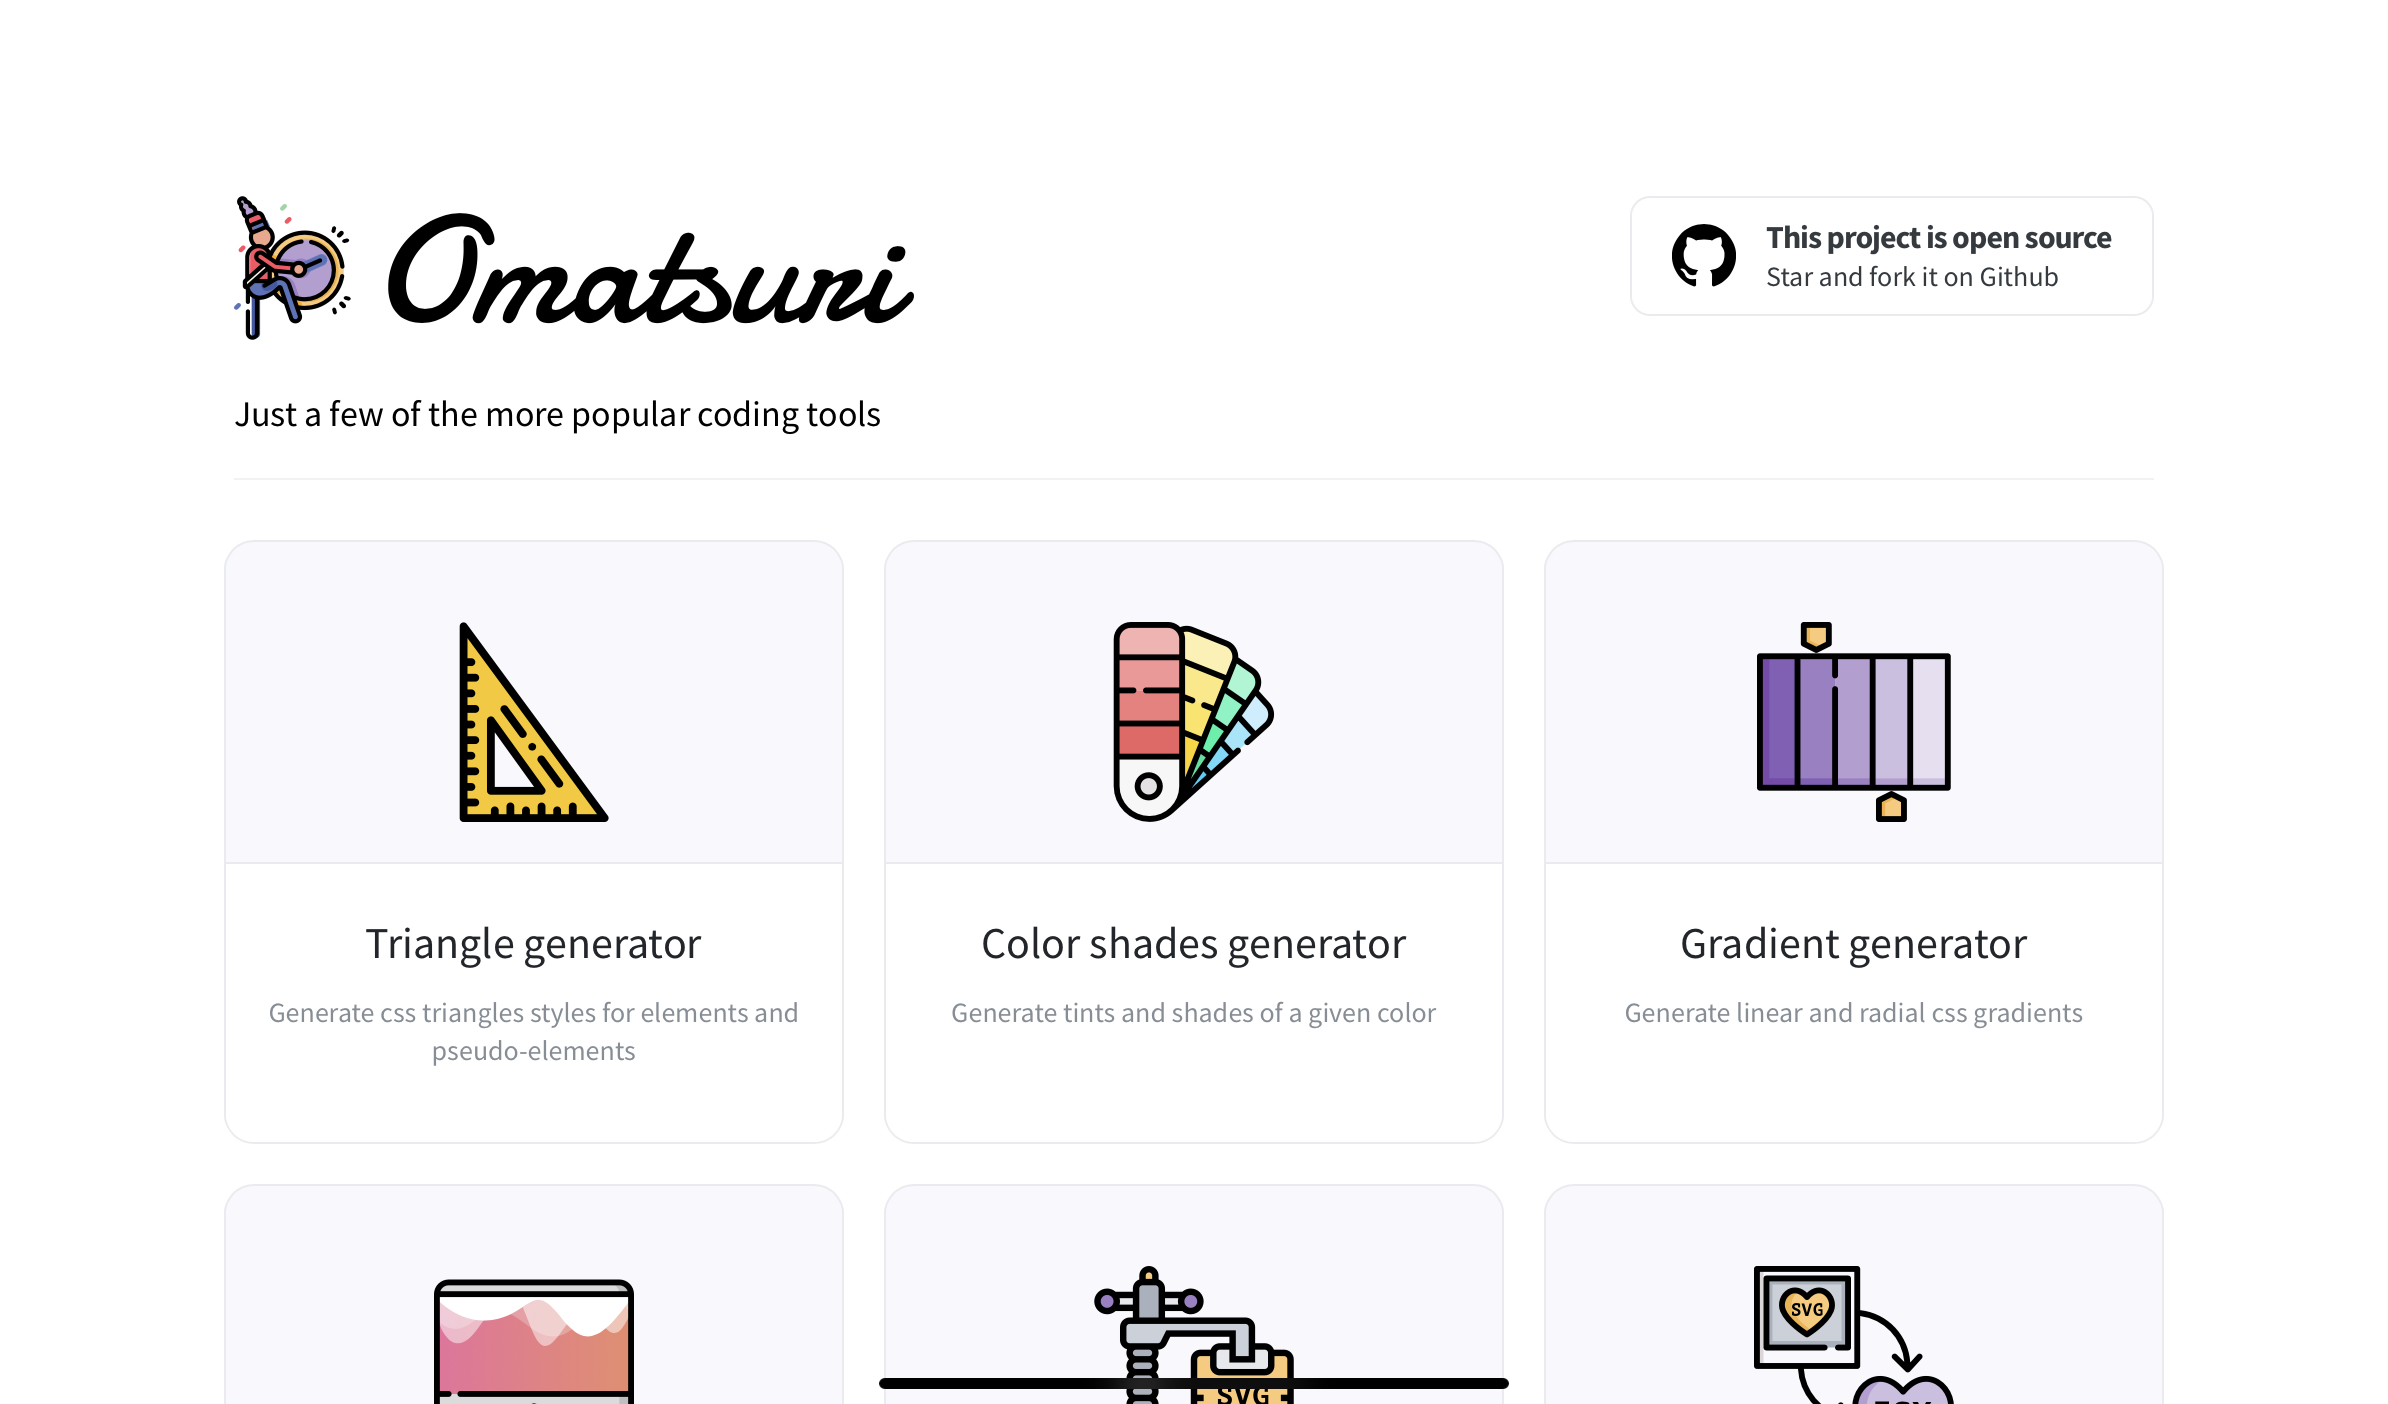 Omatsuri
This project is open source
Star and fork it on Github
Just a few of the more popular coding tools
Triangle generator
Color shades generator
Gradient generator
Generate css triangles styles for elements and
pseudo-elements
Generate tints and shades of a given color
Generate linear and radial css gradients
SVG
SVG